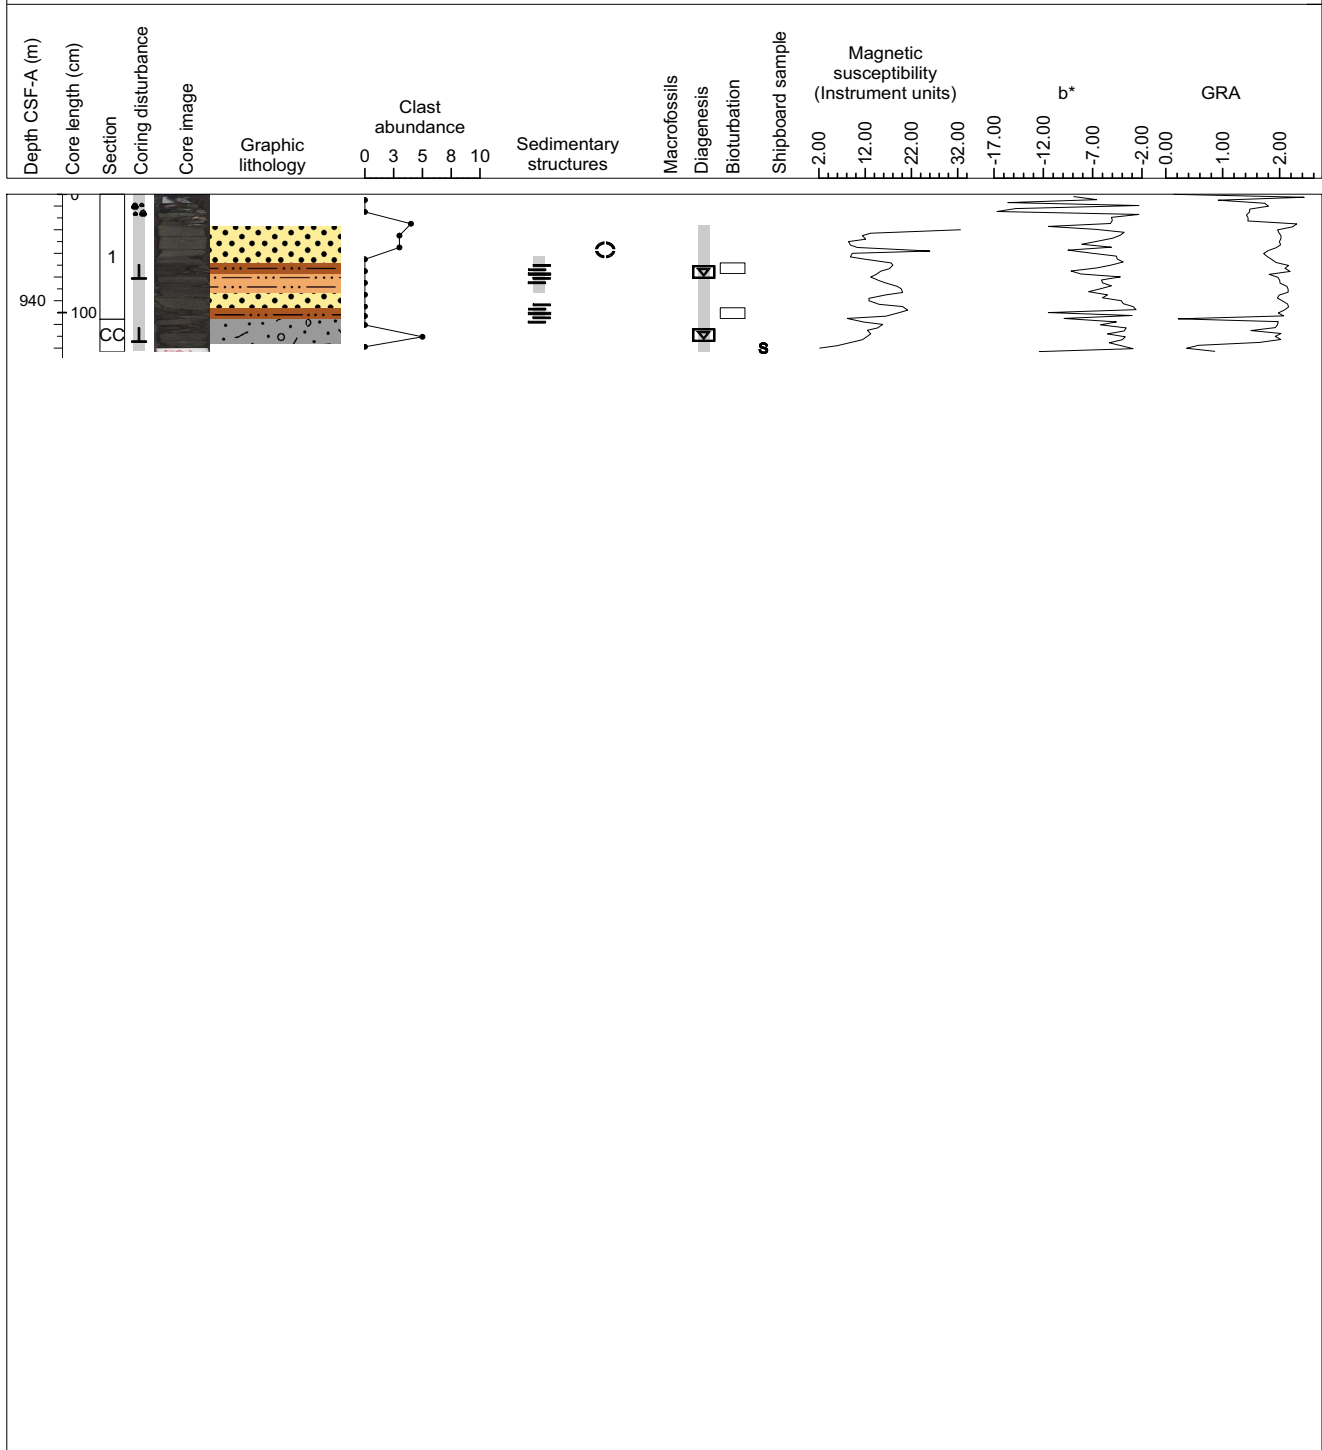 Depth CSF-A (m)
Core length (cm)
Section
Coring disturbance
Core image
Graphic
lithology
Clast
abundance
0 3 5 8 10
Sedimentary
structures
Macrofossils
Diagenesis
Bioturbation
Shipboard sample
Magnetic
susceptibility
(Instrument units)
2.00 12.00 22.00 32.00
b*
-17.00 -12.00 -7.00 -2.00
GRA
0.00 1.00 2.00
0
1
940
100
CC
S